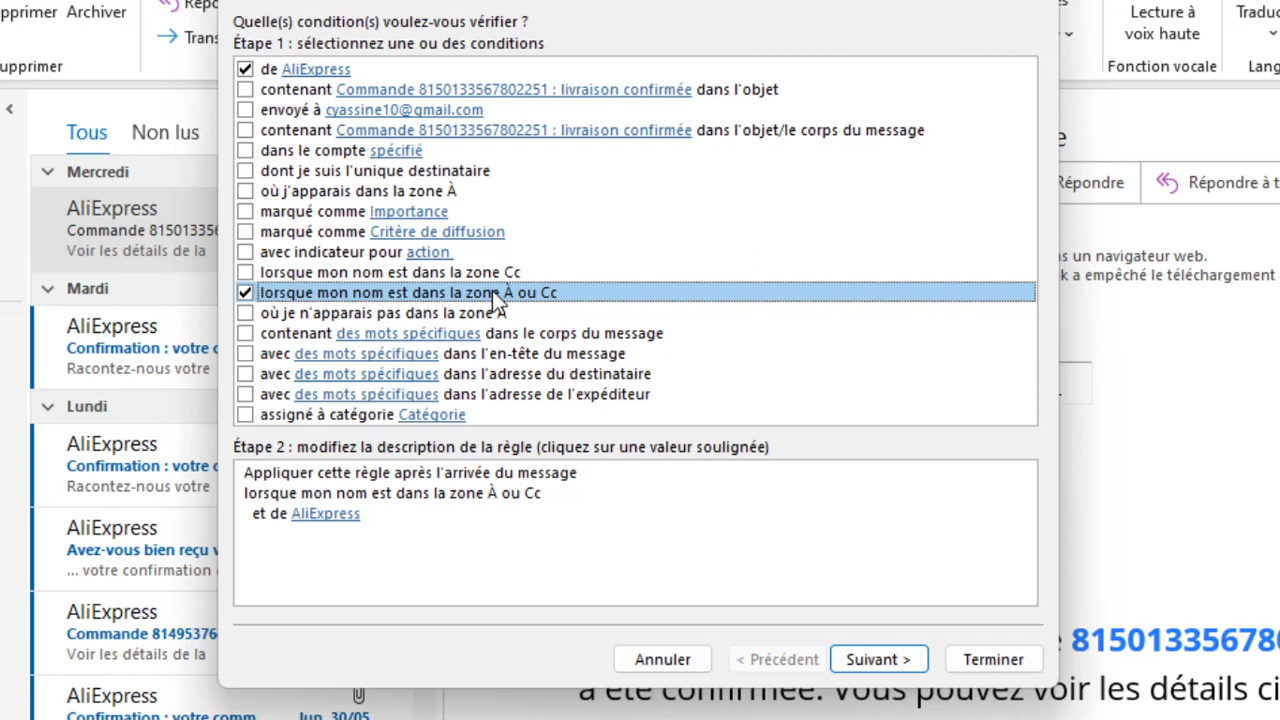 pprimer Archiver
Répo
Trans
upprimer
Lecture à
voix haute
Traduc
Fonction vocale
Lang
Quelle(s) condition(s) voulez-vous vérifier ?
Étape 1 : sélectionnez une ou des conditions
de AliExpress
contenant Commande 8150133567802251 : livraison confirmée dans l'objet
envoyé à cyassine10@gmail.com
contenant Commande 8150133567802251 : livraison confirmée dans l'objet/le corps du message
dans le compte spécifié
dont je suis l'unique destinataire
où j'apparais dans la zone À
marqué comme Importance
marqué comme Critère de diffusion
avec indicateur pour action
lorsque mon nom est dans la zone Cc
lorsque mon nom est dans la zone À ou Cc
où je n'apparais pas dans la zone À
contenant des mots spécifiques dans le corps du message
avec des mots spécifiques dans l'en-tête du message
avec des mots spécifiques dans l'adresse du destinataire
avec des mots spécifiques dans l'adresse de l'expéditeur
assigné à catégorie Catégorie
Étape 2 : modifiez la description de la règle (cliquez sur une valeur soulignée)
Appliquer cette règle après l'arrivée du message
lorsque mon nom est dans la zone À ou Cc
et de AliExpress
Annuler
< Précédent
Suivant >
Terminer
Tous Non lus
Mercredi
AliExpress
Commande 81501335
Voir les détails de la
Mardi
AliExpress
Confirmation : votre c
Racontez-nous votre
Lundi
AliExpress
Confirmation : votre c
Racontez-nous votre
AliExpress
Avez-vous bien reçu v
... votre confirmation
AliExpress
Commande 81495376
Voir les détails de la
AliExpress
Confirmation : votre comm lun. 30/05
e
Répondre
Répondre à t
s un navigateur web.
k a empêché le téléchargement
e 815013356780
a été confirmée. Vous pouvez voir les détails ci